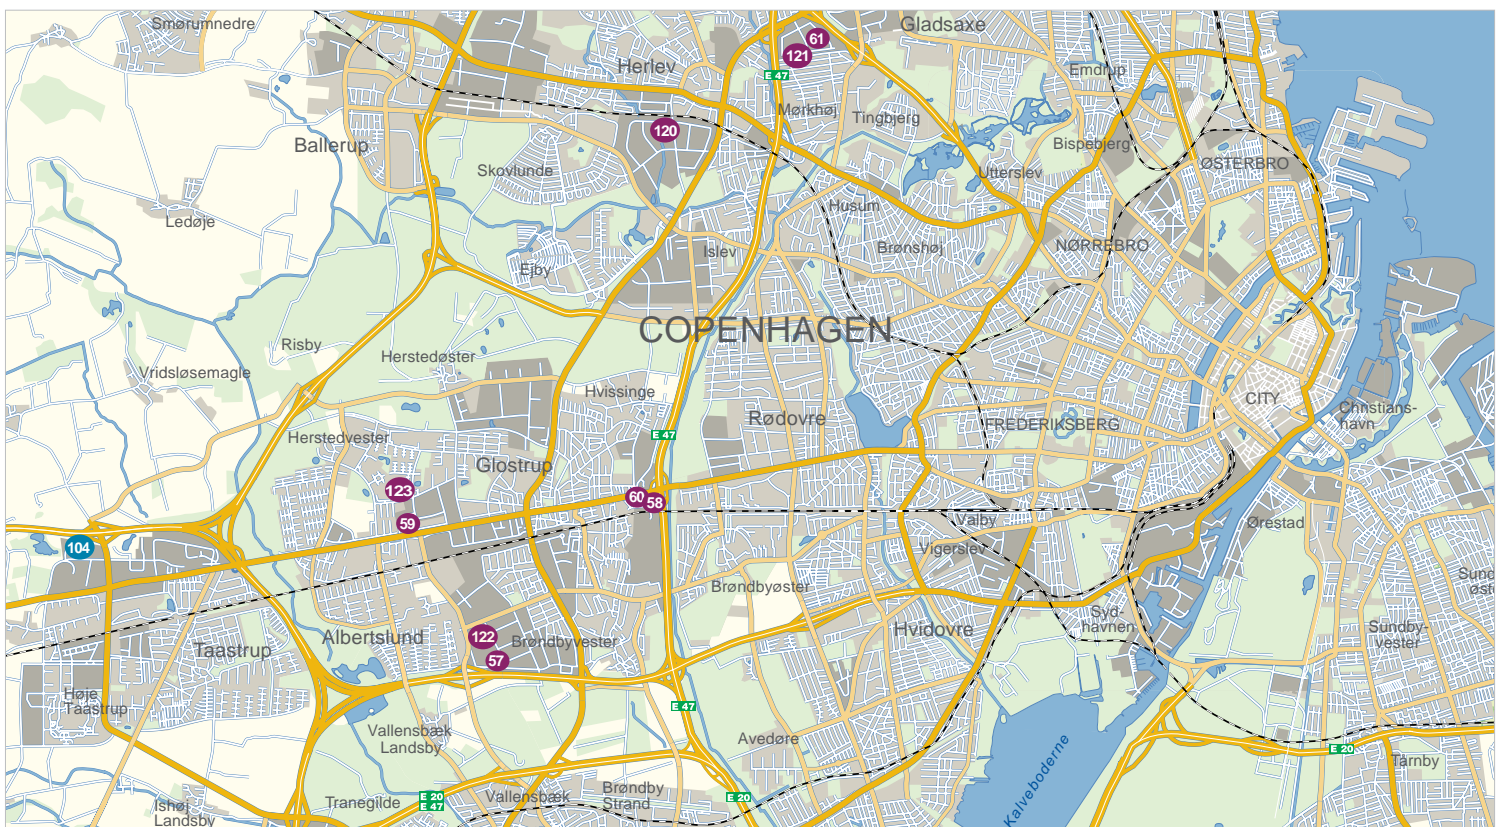 Smørumnedre
Gladsaxe
61
121
Herlev
E 47
Emdrup
Mørkhøj
Tingbjerg
120
Ballerup
Bispebjerg
ØSTERBRO
Skovlunde
Utterslev
Husum
Ledøje
NØRREBRO
Brønshøj
Islev
Ejby
COPENHAGEN
Risby
Herstedøster
Vridsløsemagle
Hvissinge
CITY
Christians-
havn
Rødovre
FREDERIKSBERG
E 47
Herstedvester
Glostrup
123
60
58
59
Valby
Ørestad
104
Vigerslev
Brøndbyøster
Sund
øst
Syd-
havnen
Hvidovre
Sundby-
vester
122
Albertslund
Brøndbyvester
Taastrup
57
Høje
Taastrup
E 47
Vallensbæk
Landsby
Avedøre
E 20
Tårnby
Kalveboderne
Brøndby
Strand
Vallensbæk
E 20
E 20
E 47
Tranegilde
Ishøj
Landsby